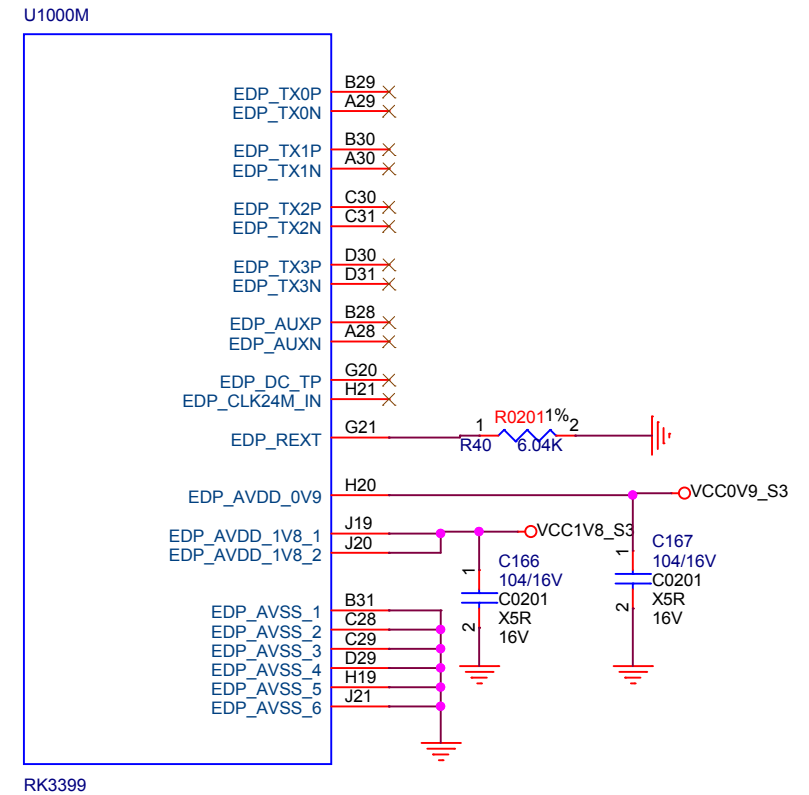 U1000M
EDP_TX0P B29
EDP_TX0N A29
EDP_TX1P B30
EDP_TX1N A30
EDP_TX2P C30
EDP_TX2N C31
EDP_TX3P D30
EDP_TX3N D31
EDP_AUXP B28
EDP_AUXN A28
EDP_DC_TP G20
EDP_CLK24M_IN H21
EDP_REXT G21
R0201 1%
1 2
R40 6.04K
EDP_AVDD_0V9 H20
VCC0V9_S3
EDP_AVDD_1V8_1 J19
EDP_AVDD_1V8_2 J20
VCC1V8_S3
1
C166
104/16V
C0201
X5R
16V
2
1
C167
104/16V
C0201
X5R
16V
2
EDP_AVSS_1 B31
EDP_AVSS_2 C28
EDP_AVSS_3 C29
EDP_AVSS_4 D29
EDP_AVSS_5 H19
EDP_AVSS_6 J21
RK3399